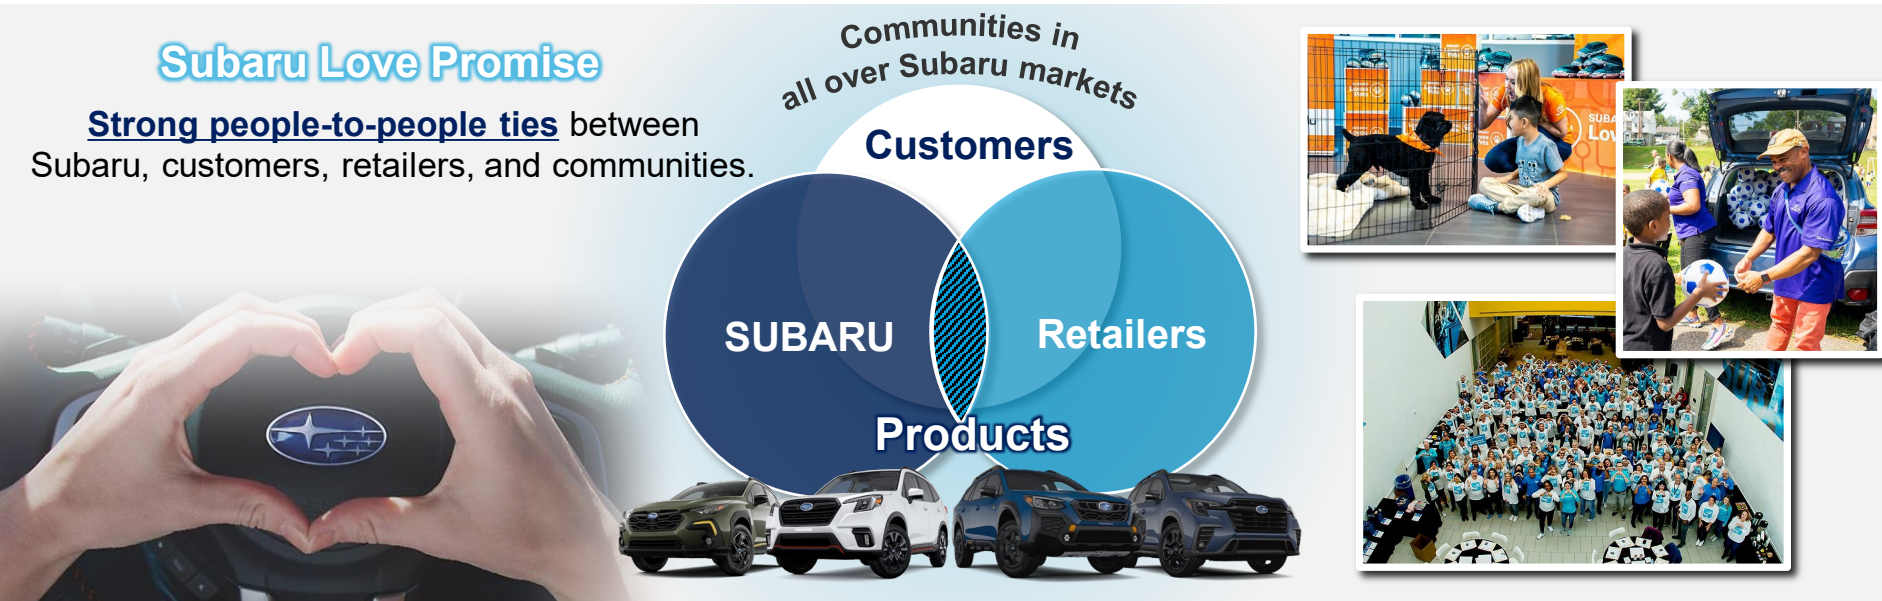 Subaru Love Promise
Strong people-to-people ties between
Subaru, customers, retailers, and communities.
Communities in
all over Subaru markets
Customers
SUBARU
Retailers
Products